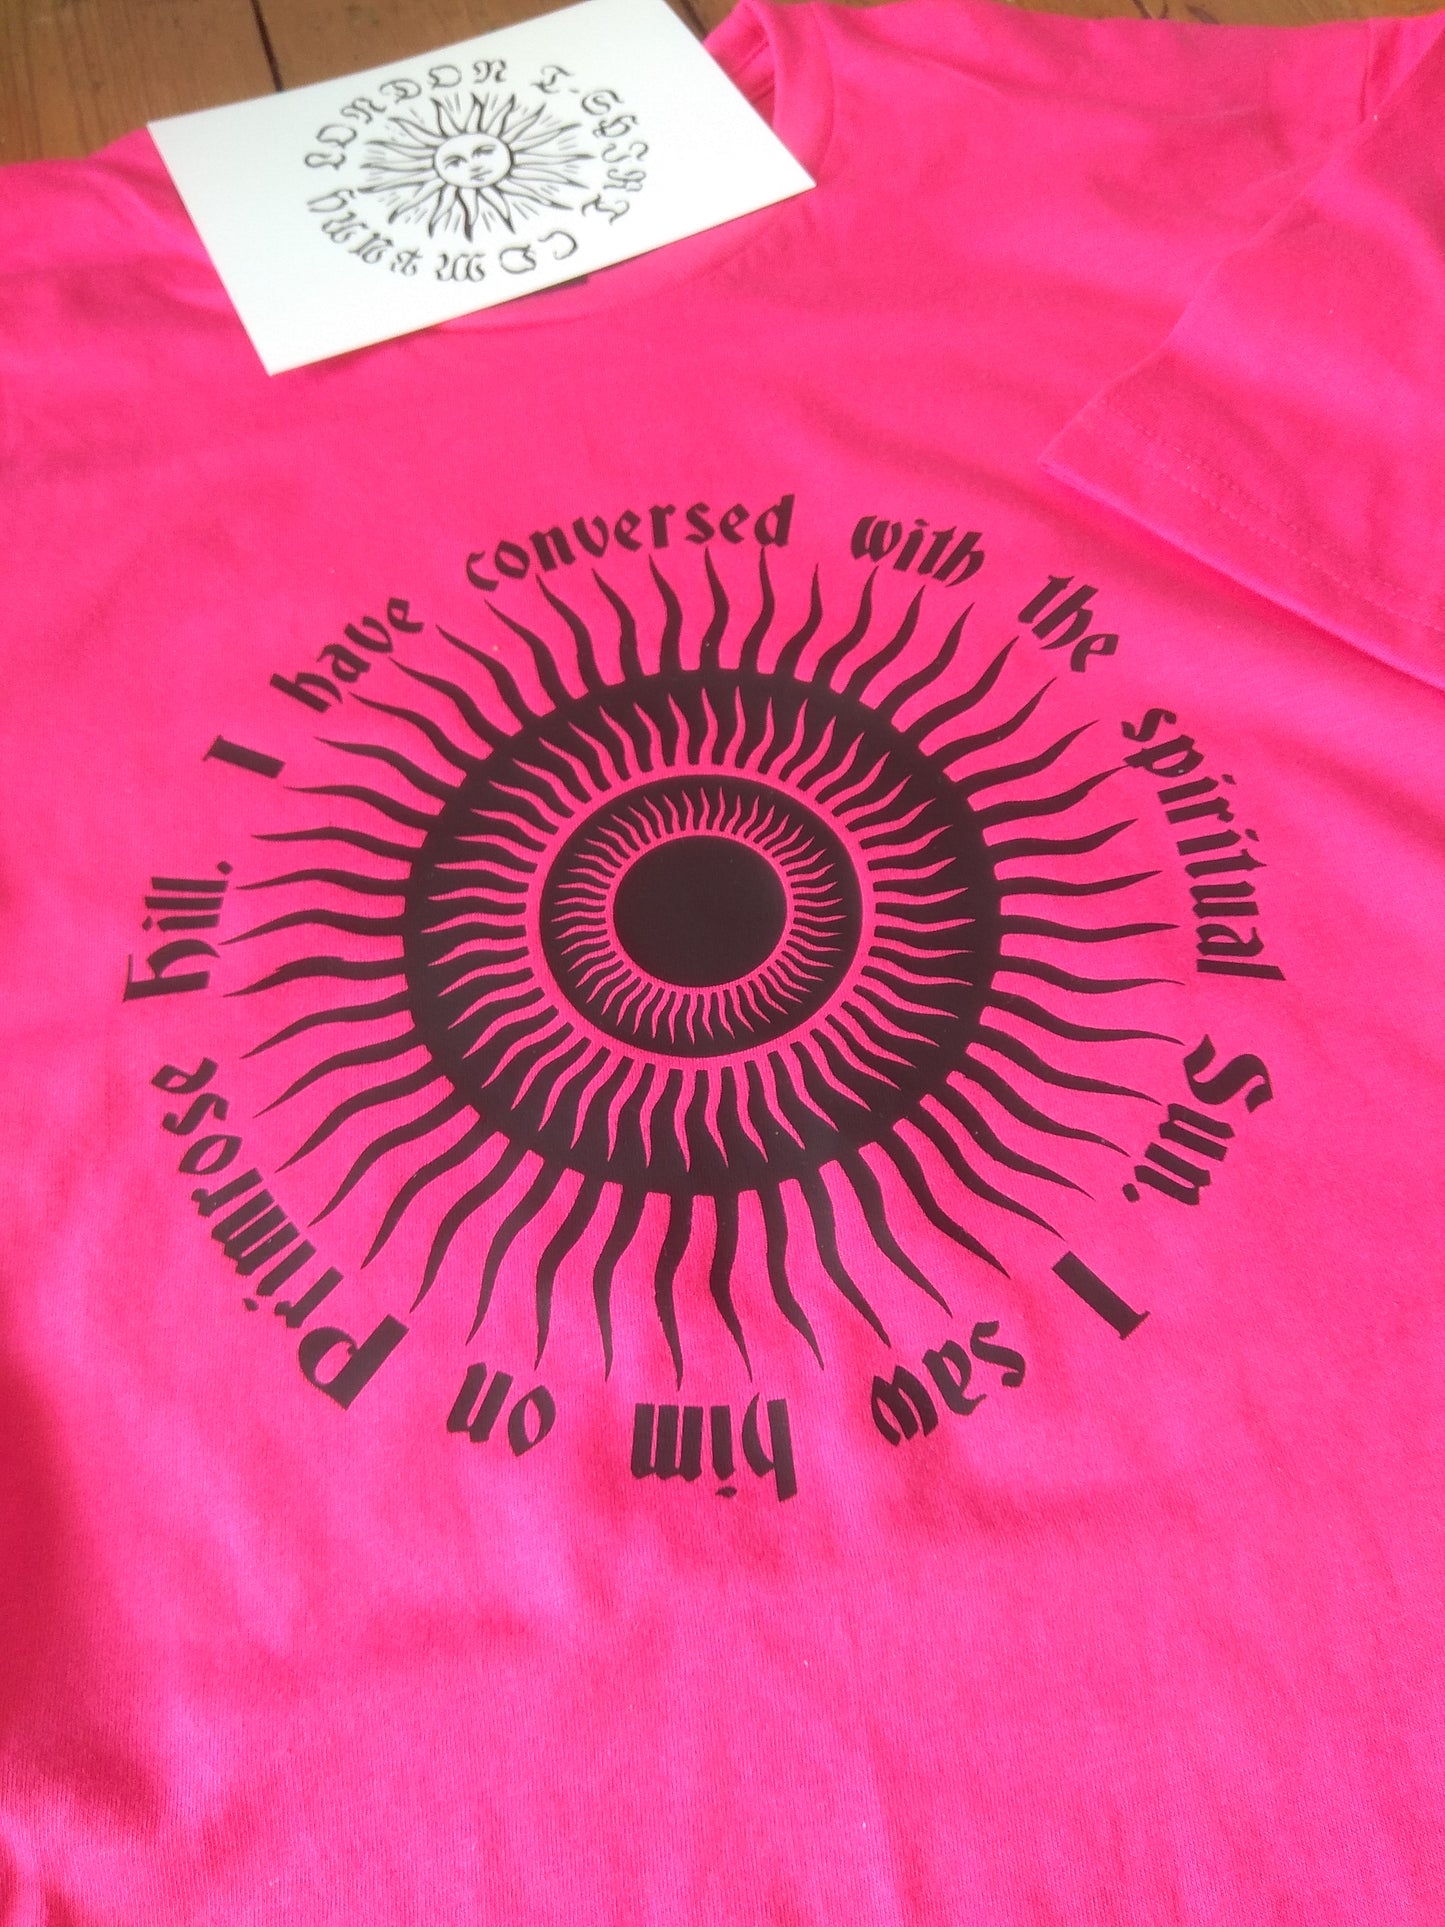 LONDON T-SHIRT COMPANY
I have conversed with the spiritual Sun. I saw him on Primrose hill.